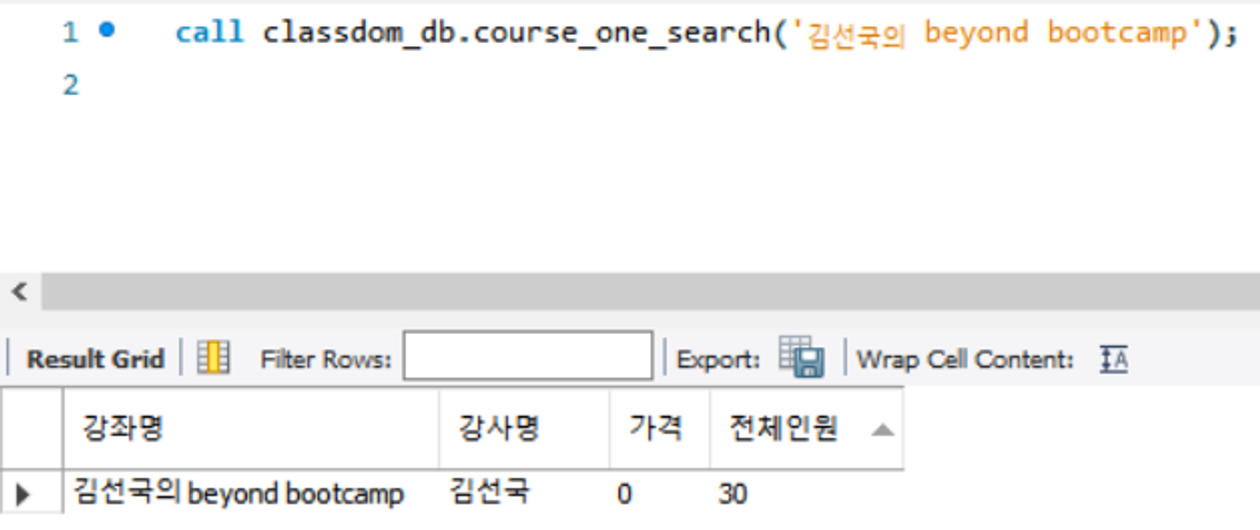 1 call classdom_db.course_one_search('김선국의 beyond bootcamp');
2
Result Grid Filter Rows: Export: Wrap Cell Content: A
강좌명 강사명 가격 전체인원
김선국의 beyond bootcamp 김선국 0 30